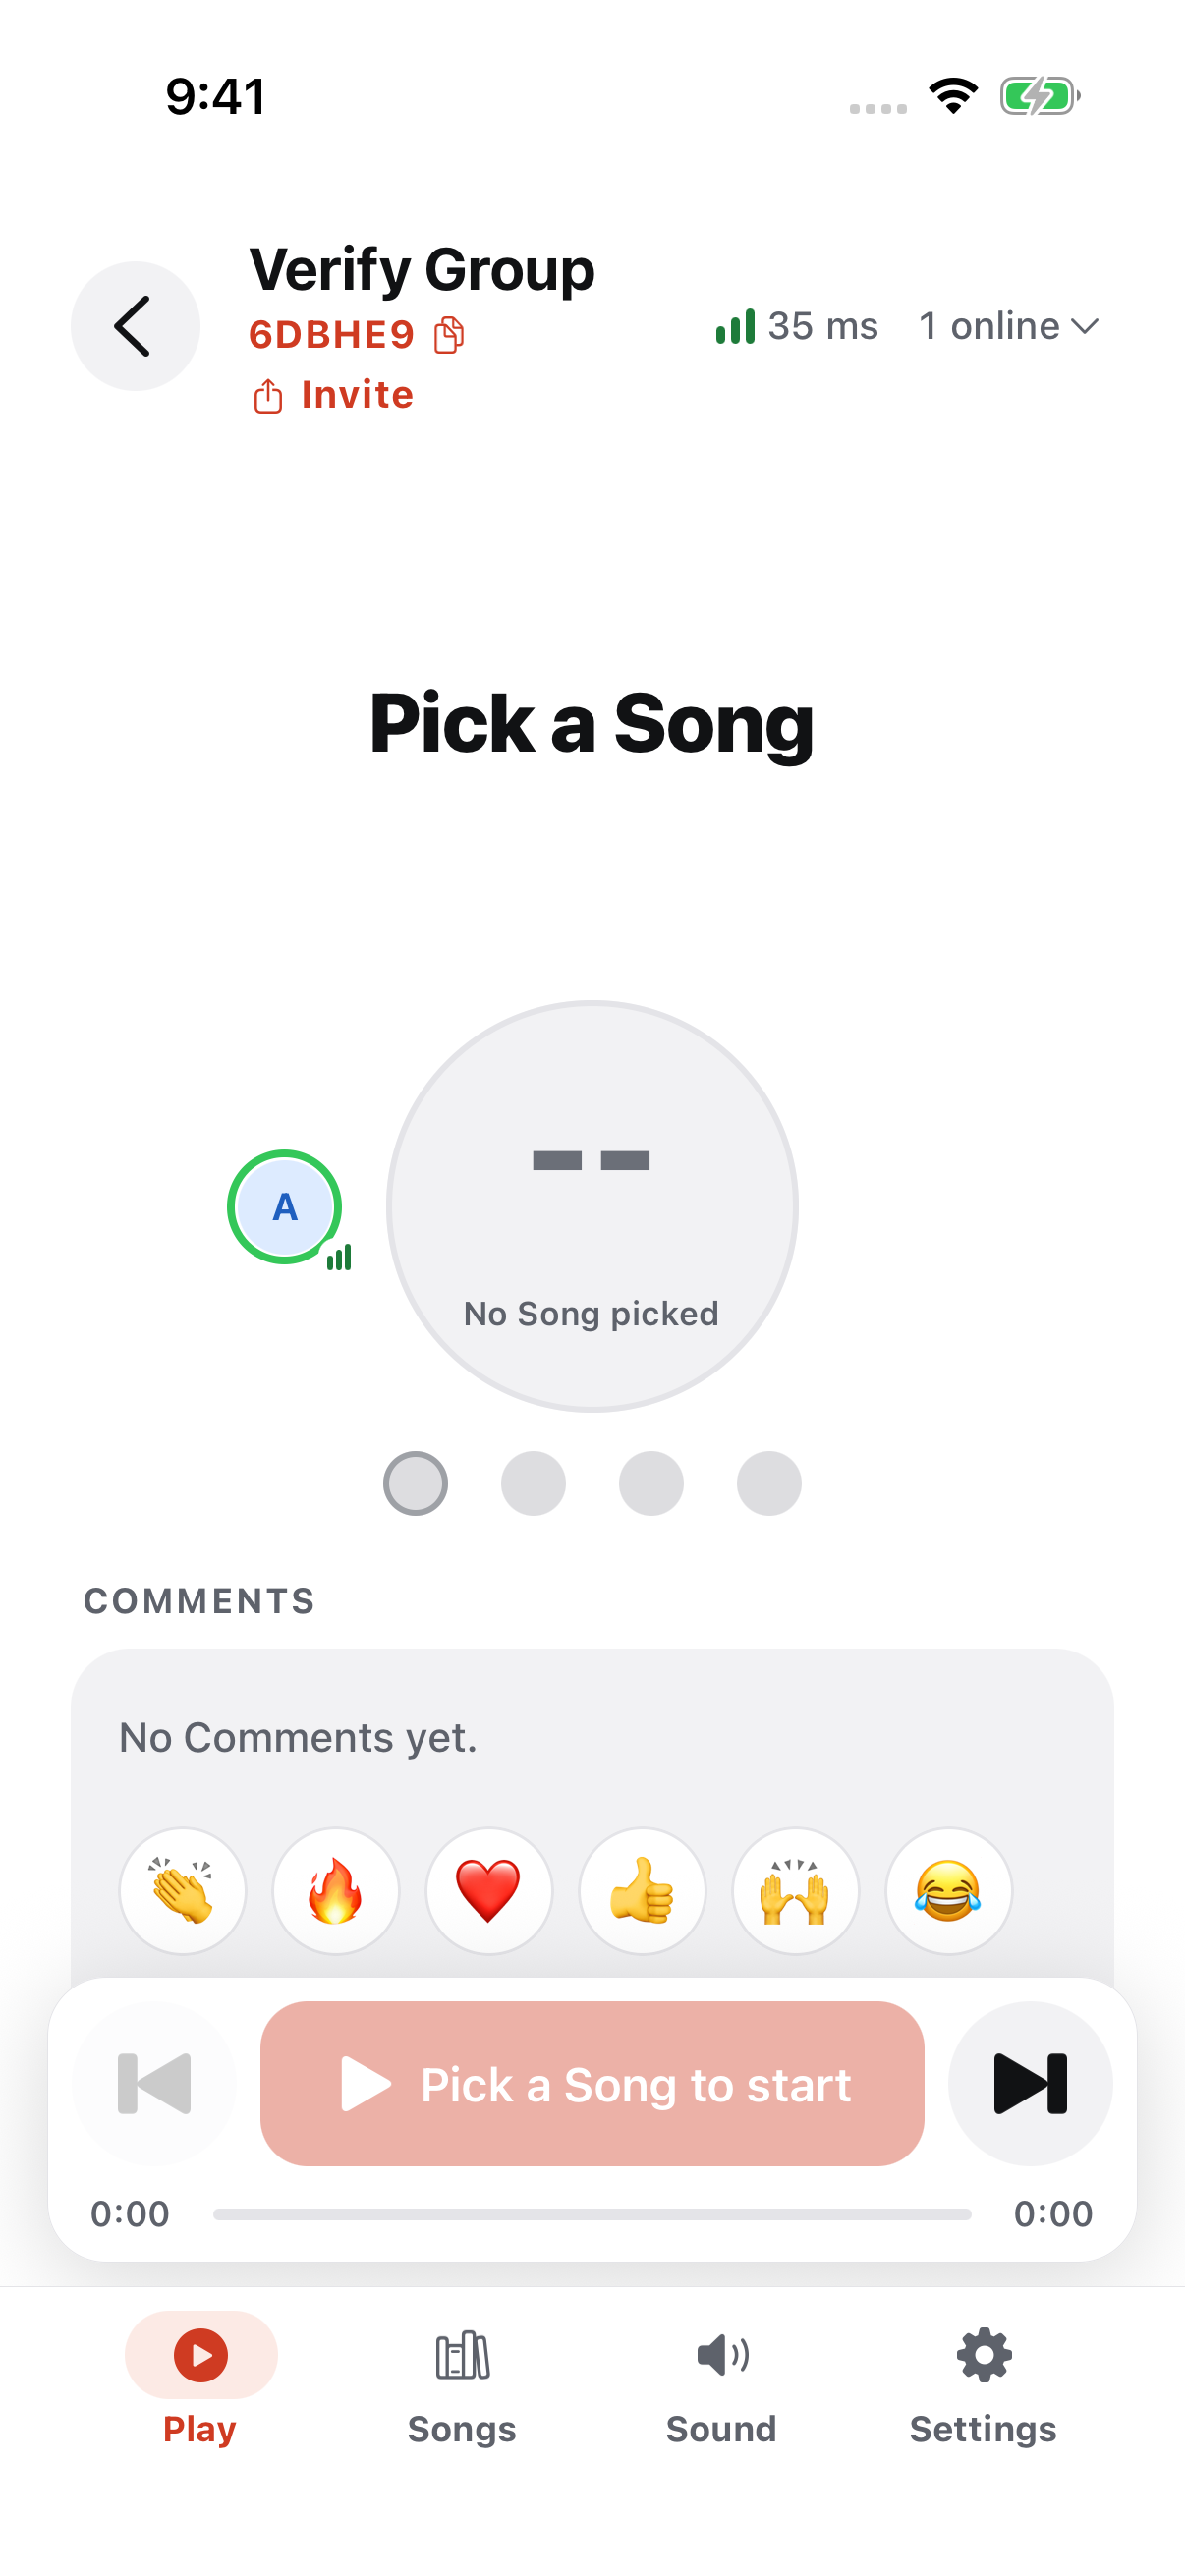 9:41
Verify Group
6DBHE9
Invite
35 ms
1 online
Pick a Song
A
--
No Song picked
COMMENTS
No Comments yet.
Pick a Song to start
0:00
0:00
Play
Songs
Sound
Settings